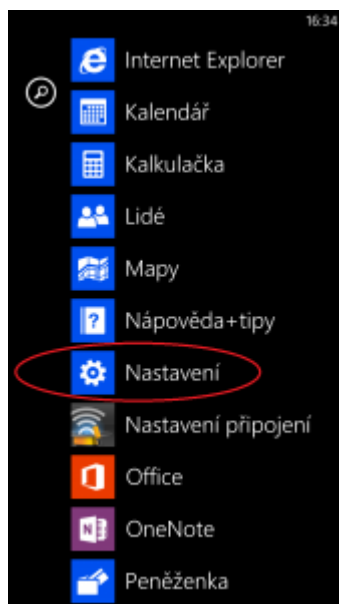 16:34
Internet Explorer
Kalendář
Kalkulačka
Lidé
Mapy
Nápověda+tipy
Nastavení
Nastavení připojení
Office
OneNote
Peněženka